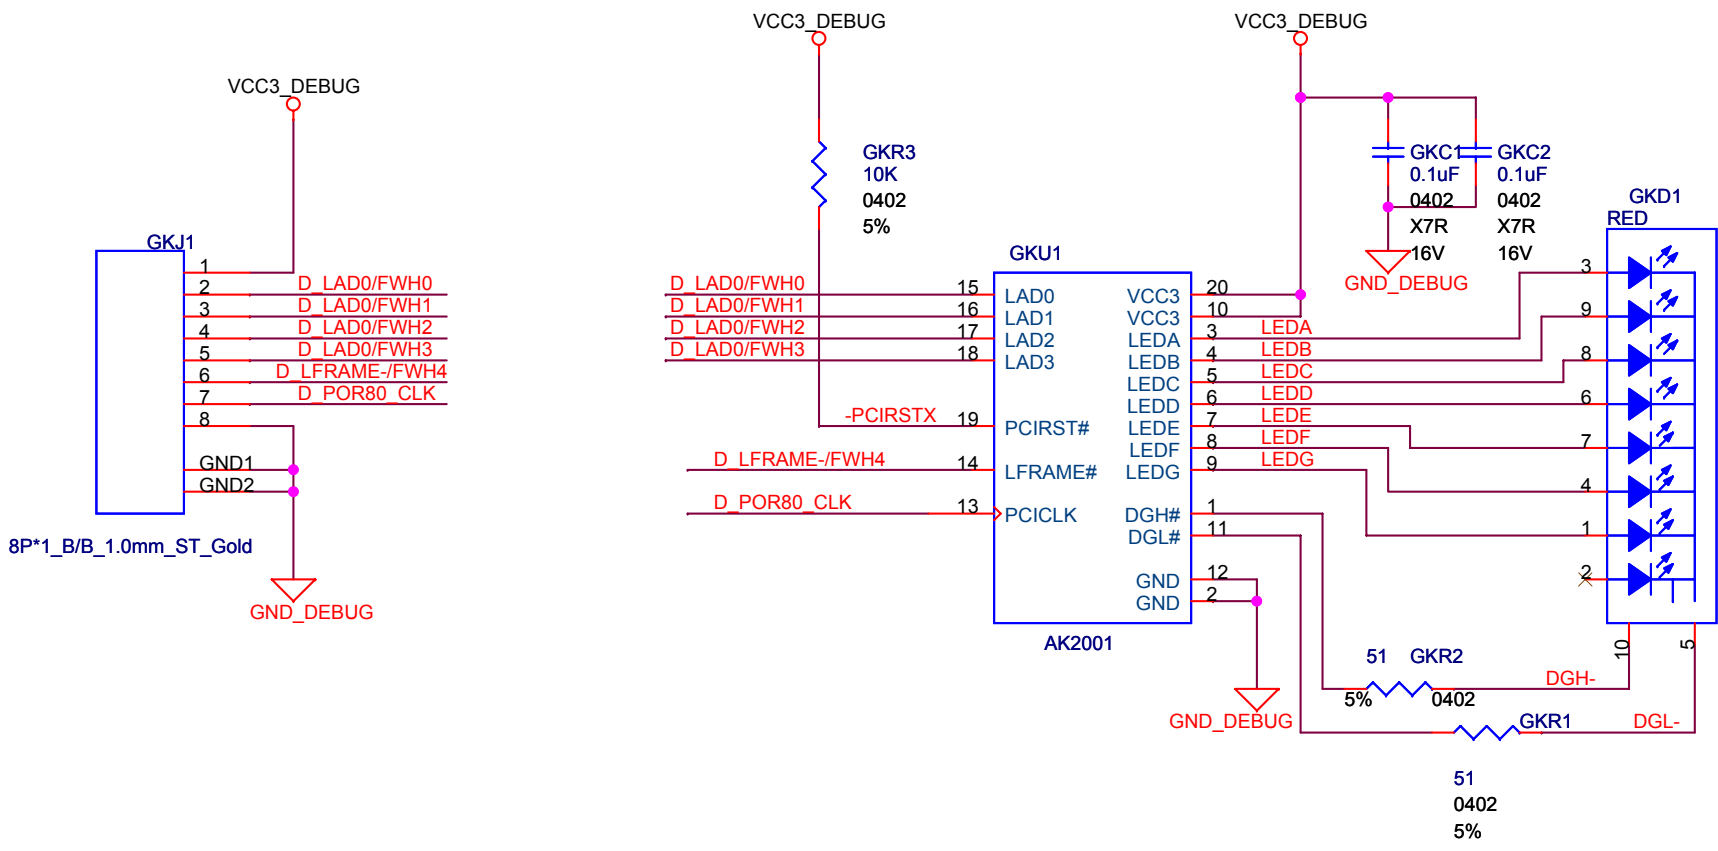 VCC3_DEBUG
VCC3_DEBUG
VCC3_DEBUG
GKJ1
1
2
3
4
5
6
7
8
GND1
GND2
D_LAD0/FWH0
D_LAD0/FWH1
D_LAD0/FWH2
D_LAD0/FWH3
D_LFRAME-/FWH4
D_POR80_CLK
8P*1_B/B_1.0mm_ST_Gold
GND_DEBUG
GKR3
10K
0402
5%
GKU1
D_LAD0/FWH0
D_LAD0/FWH1
D_LAD0/FWH2
D_LAD0/FWH3
-PCIRSTX
D_LFRAME-/FWH4
D_POR80_CLK
15
16
17
18
19
14
13
LAD0
LAD1
LAD2
LAD3
PCIRST#
LFRAME#
PCICLK
VCC3
VCC3
LEDA
LEDB
LEDC
LEDD
LEDE
LEDF
LEDG
DGH#
DGL#
GND
GND
20
10
3
4
5
6
7
8
9
1
11
12
2
LEDA
LEDB
LEDC
LEDD
LEDE
LEDF
LEDG
AK2001
GND_DEBUG
GKC1
0.1uF
0402
X7R
16V
GKC2
0.1uF
0402
X7R
16V
GND_DEBUG
GKD1
RED
3
9
8
6
7
4
1
2
10
5
51
GKR2
5%
0402
DGH-
GKR1
DGL-
51
0402
5%